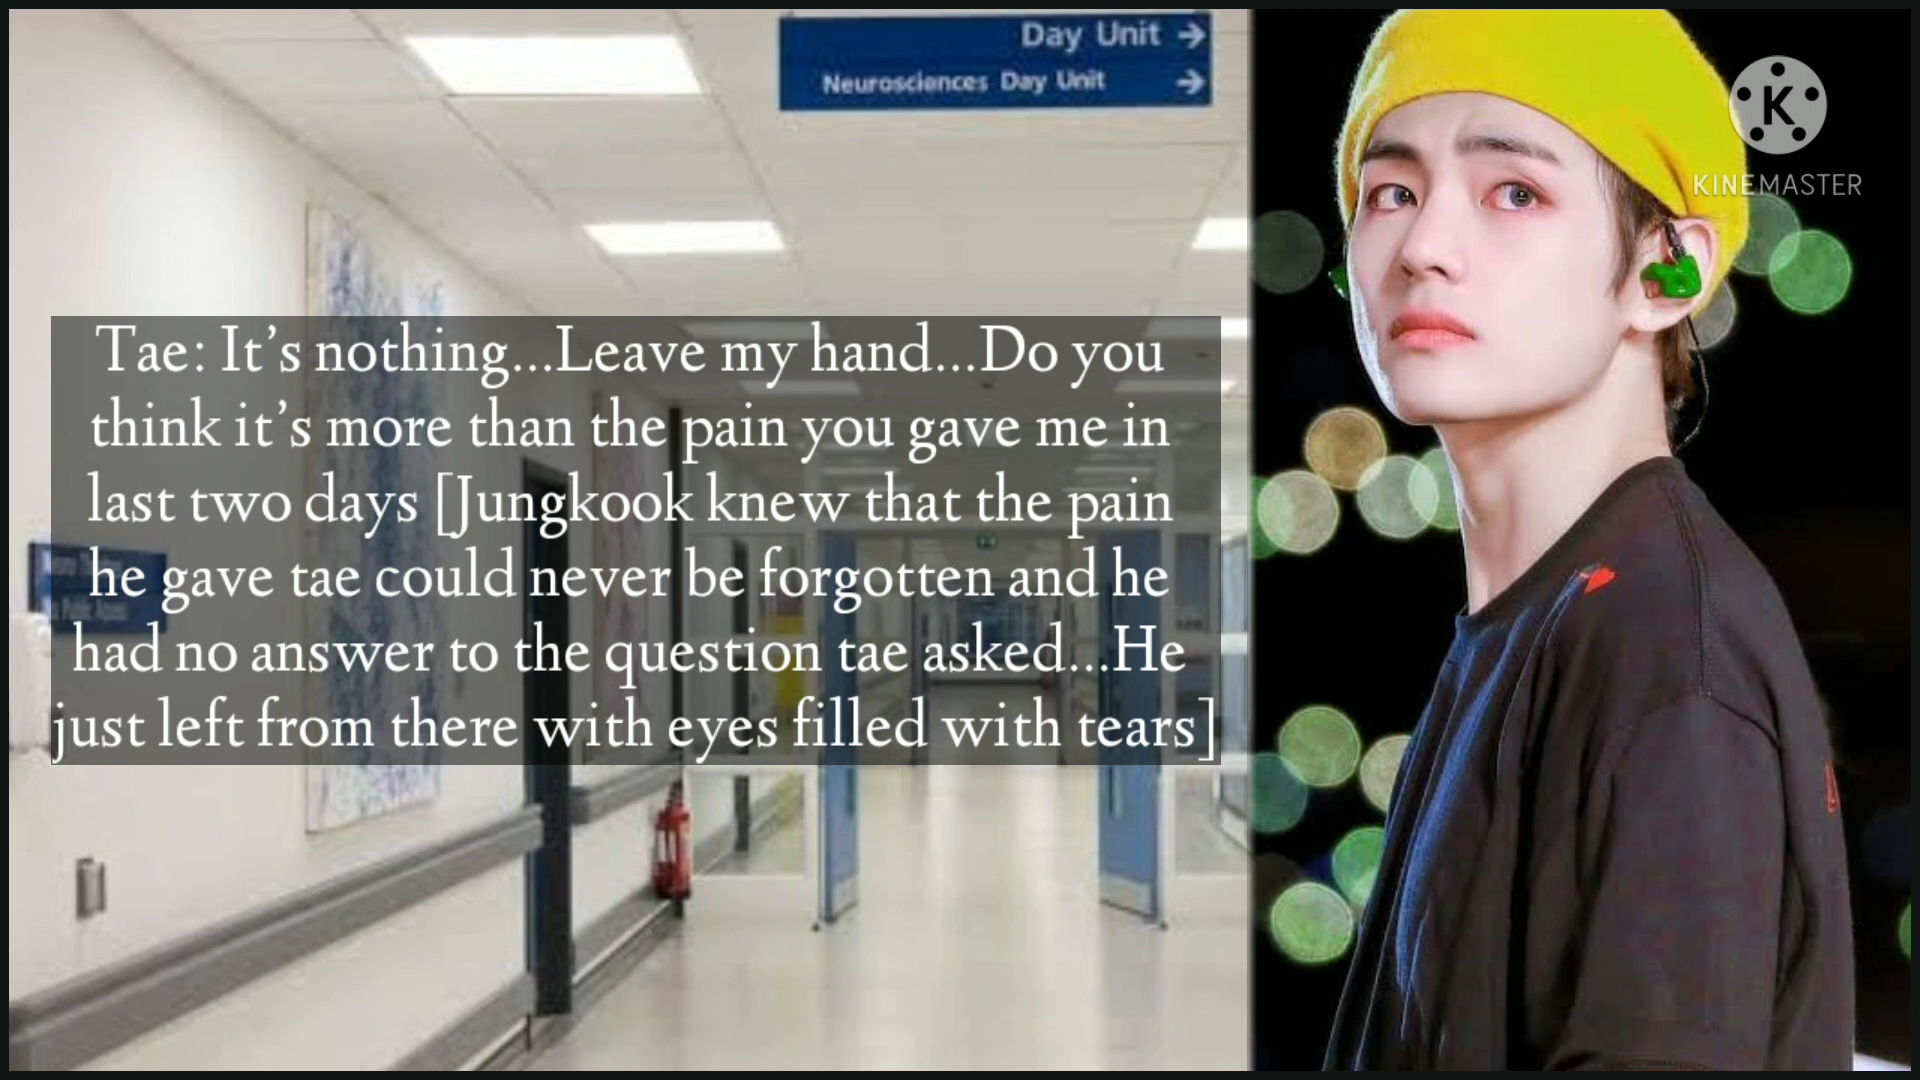 Day Unit →
Neurosciences Day Unit →
K
KINEMASTER
Tae: It’s nothing...Leave my hand...Do you
think it’s more than the pain you gave me in
last two days [Jungkook knew that the pain
he gave tae could never be forgotten and he
had no answer to the question tae asked...He
just left from there with eyes filled with tears]